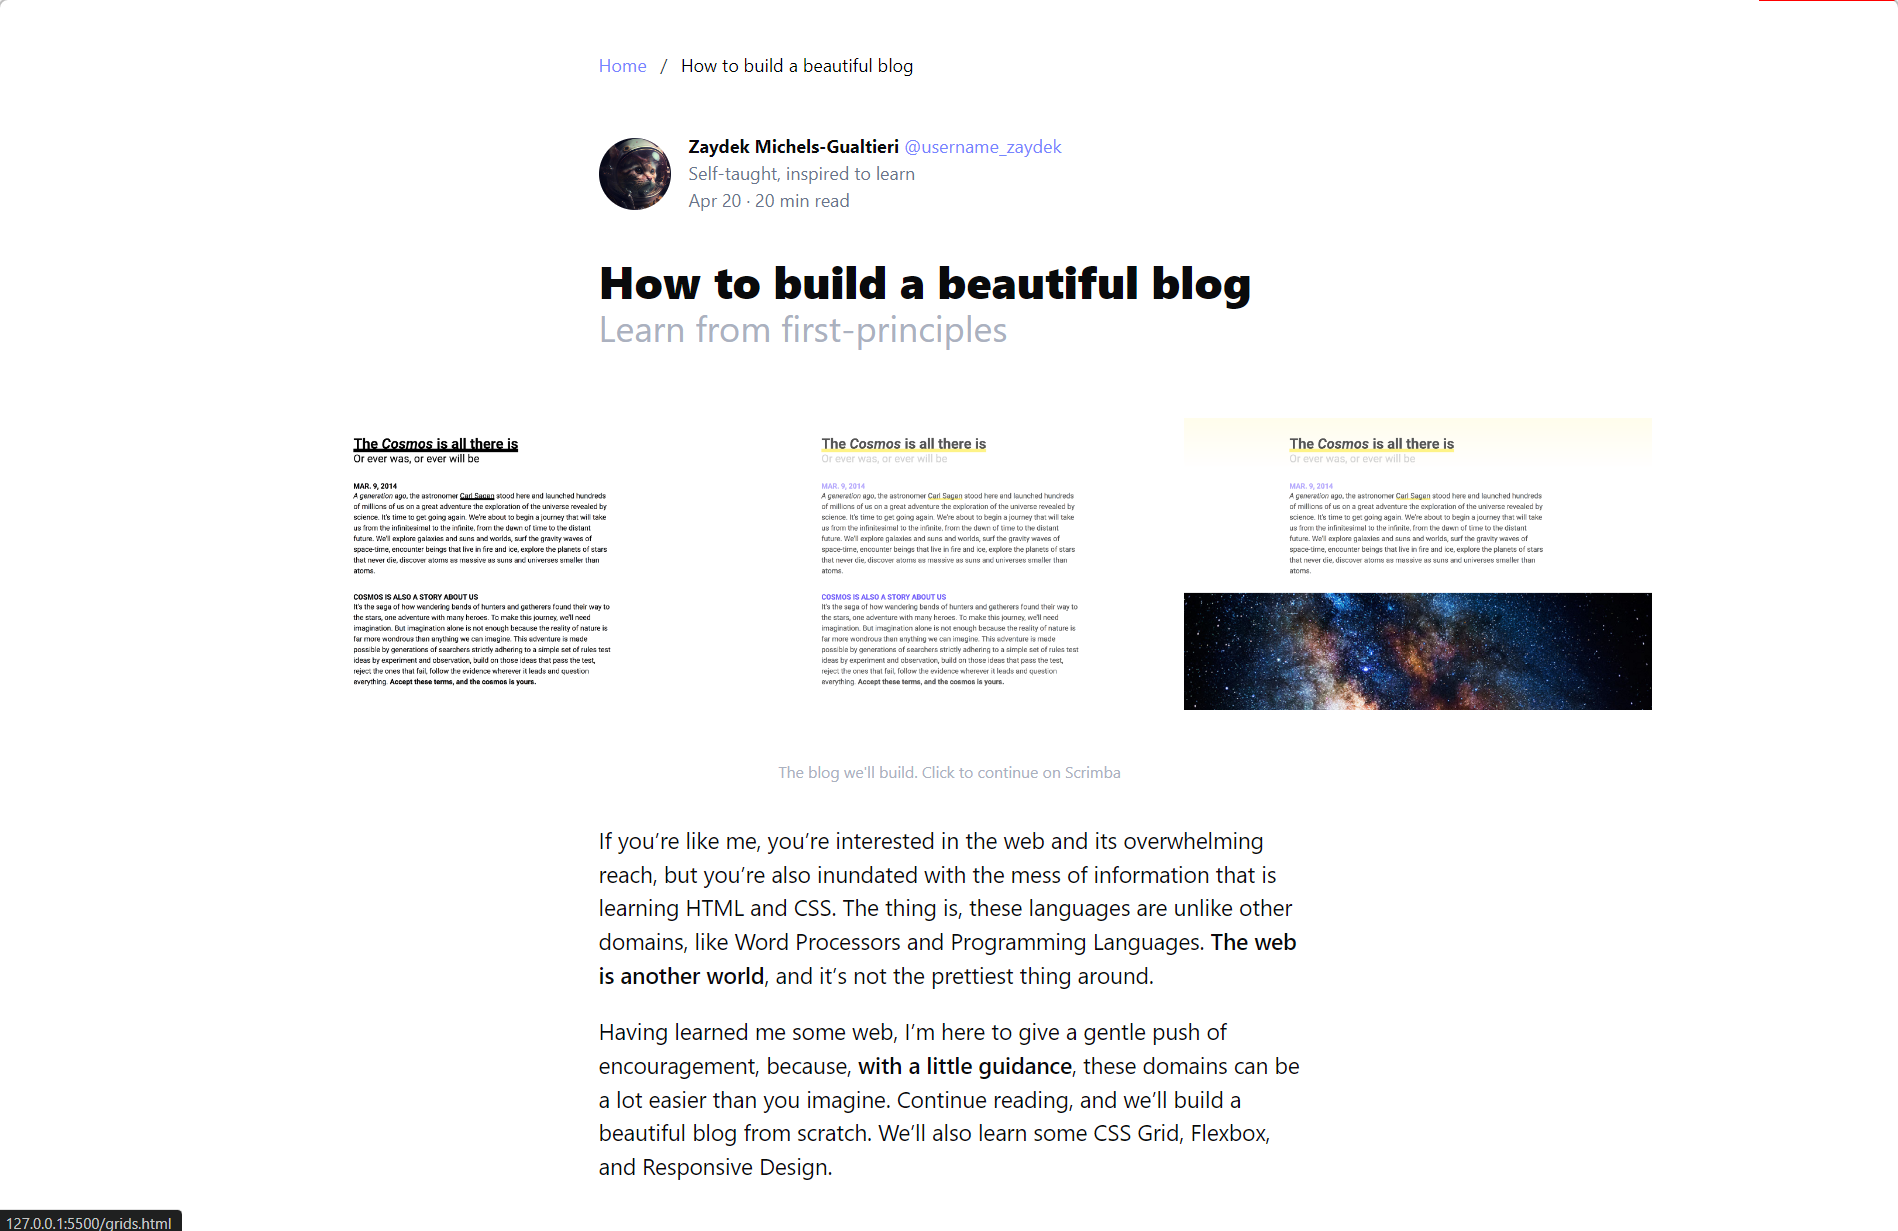 Home / How to build a beautiful blog
Zaydek Michels-Gualtieri @username_zaydek
Self-taught, inspired to learn
Apr 20 · 20 min read
How to build a beautiful blog
Learn from first-principles
The Cosmos is all there is
Or ever was, or ever will be
MAR. 9, 2014
A generation ago, the astronomer Carl Sagan stood here and launched hundreds
of millions of us on a great adventure the exploration of the universe revealed by
science. It's time to get going again. We're about to begin a journey that will take
us from the infinitesimal to the infinite, from the dawn of time to the distant
future. We'll explore galaxies and suns and worlds, surf the gravity waves of
space-time, encounter beings that live in fire and ice, explore the planets of stars
that never die, discover atoms as massive as suns and universes smaller than
atoms.
COSMOS IS ALSO A STORY ABOUT US
It's the saga of how wandering bands of hunters and gatherers found their way to
the stars, one adventure with many heroes. To make this journey, we'll need
imagination. But imagination alone is not enough because the reality of nature is
far more wondrous than anything we can imagine. This adventure is made
possible by generations of searchers strictly adhering to a simple set of rules test
ideas by experiment and observation, build on those ideas that pass the test,
reject the ones that fail, follow the evidence wherever it leads and question
everything. Accept these terms, and the cosmos is yours.
The Cosmos is all there is
Or ever was, or ever will be
MAR. 9, 2014
A generation ago, the astronomer Carl Sagan stood here and launched hundreds
of millions of us on a great adventure the exploration of the universe revealed by
science. It's time to get going again. We're about to begin a journey that will take
us from the infinitesimal to the infinite, from the dawn of time to the distant
future. We'll explore galaxies and suns and worlds, surf the gravity waves of
space-time, encounter beings that live in fire and ice, explore the planets of stars
that never die, discover atoms as massive as suns and universes smaller than
atoms.
COSMOS IS ALSO A STORY ABOUT US
It's the saga of how wandering bands of hunters and gatherers found their way to
the stars, one adventure with many heroes. To make this journey, we'll need
imagination. But imagination alone is not enough because the reality of nature is
far more wondrous than anything we can imagine. This adventure is made
possible by generations of searchers strictly adhering to a simple set of rules test
ideas by experiment and observation, build on those ideas that pass the test,
reject the ones that fail, follow the evidence wherever it leads and question
everything. Accept these terms, and the cosmos is yours.
The Cosmos is all there is
Or ever was, or ever will be
MAR. 9, 2014
A generation ago, the astronomer Carl Sagan stood here and launched hundreds
of millions of us on a great adventure the exploration of the universe revealed by
science. It's time to get going again. We're about to begin a journey that will take
us from the infinitesimal to the infinite, from the dawn of time to the distant
future. We'll explore galaxies and suns and worlds, surf the gravity waves of
space-time, encounter beings that live in fire and ice, explore the planets of stars
that never die, discover atoms as massive as suns and universes smaller than
atoms.
The blog we'll build. Click to continue on Scrimba
If you’re like me, you’re interested in the web and its overwhelming
reach, but you’re also inundated with the mess of information that is
learning HTML and CSS. The thing is, these languages are unlike other
domains, like Word Processors and Programming Languages. The web
is another world, and it’s not the prettiest thing around.
Having learned me some web, I’m here to give a gentle push of
encouragement, because, with a little guidance, these domains can be
a lot easier than you imagine. Continue reading, and we’ll build a
beautiful blog from scratch. We’ll also learn some CSS Grid, Flexbox,
and Responsive Design.
127.0.0.1:5500/grids.html